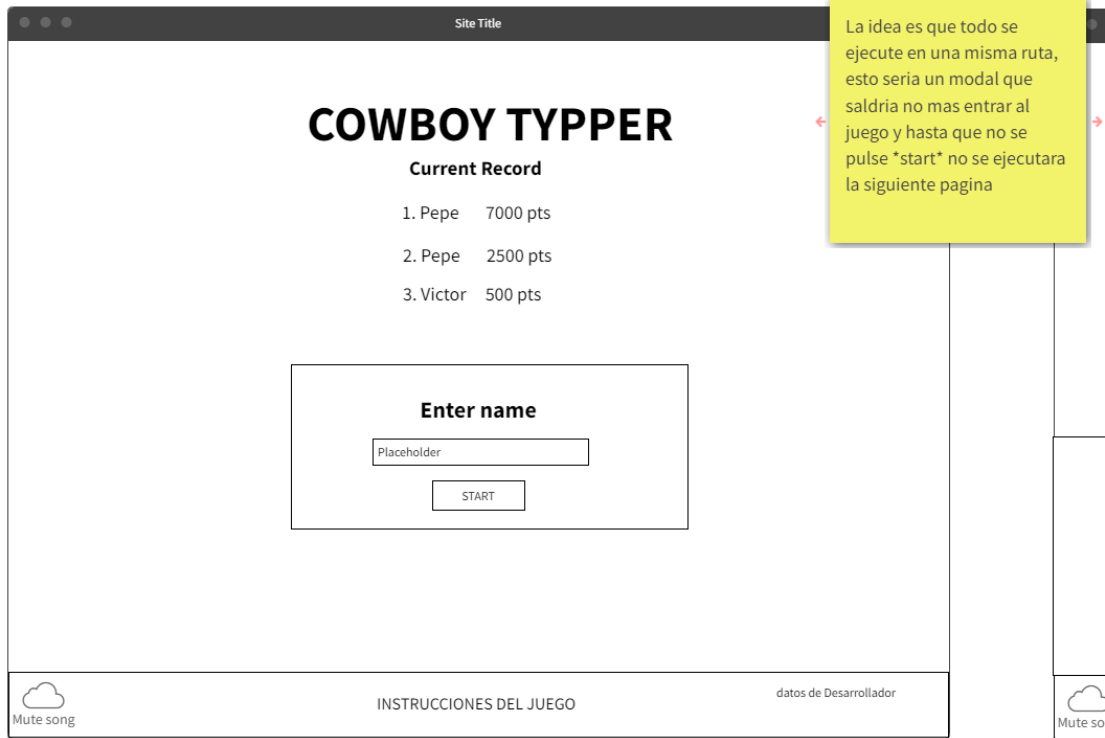 Site Title
La idea es que todo se
ejecute en una misma ruta,
esto seria un modal que
saldria no mas entrar al
juego y hasta que no se
pulse *start* no se ejecutara
la siguiente pagina
COWBOY TYPPER
Current Record
1. Pepe 7000 pts
2. Pepe 2500 pts
3. Victor 500 pts
Enter name
Placeholder
START
Mute song
INSTRUCCIONES DEL JUEGO
datos de Desarrollador
Mute so